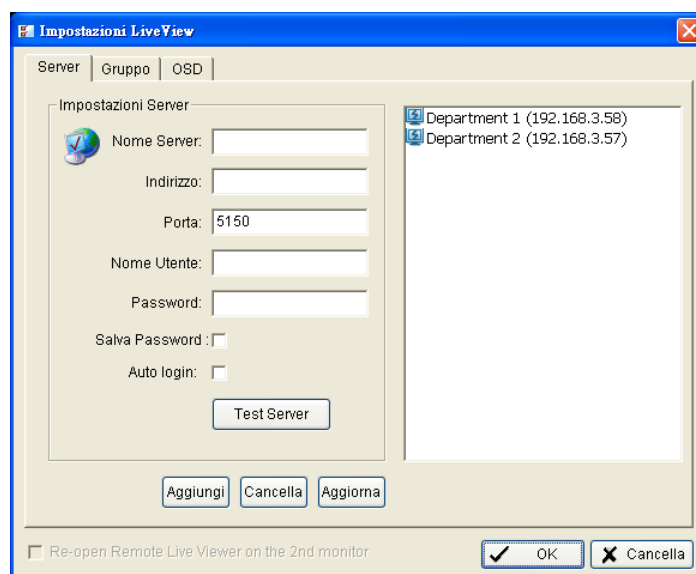 Impostazioni LiveView
Server Gruppo OSD
Impostazioni Server
Nome Server:
Indirizzo:
Porta: 5150
Nome Utente:
Password:
Salva Password :
Auto login:
Test Server
Aggiungi Cancella Aggiorna
Department 1 (192.168.3.58)
Department 2 (192.168.3.57)
Re-open Remote Live Viewer on the 2nd monitor
OK Cancella